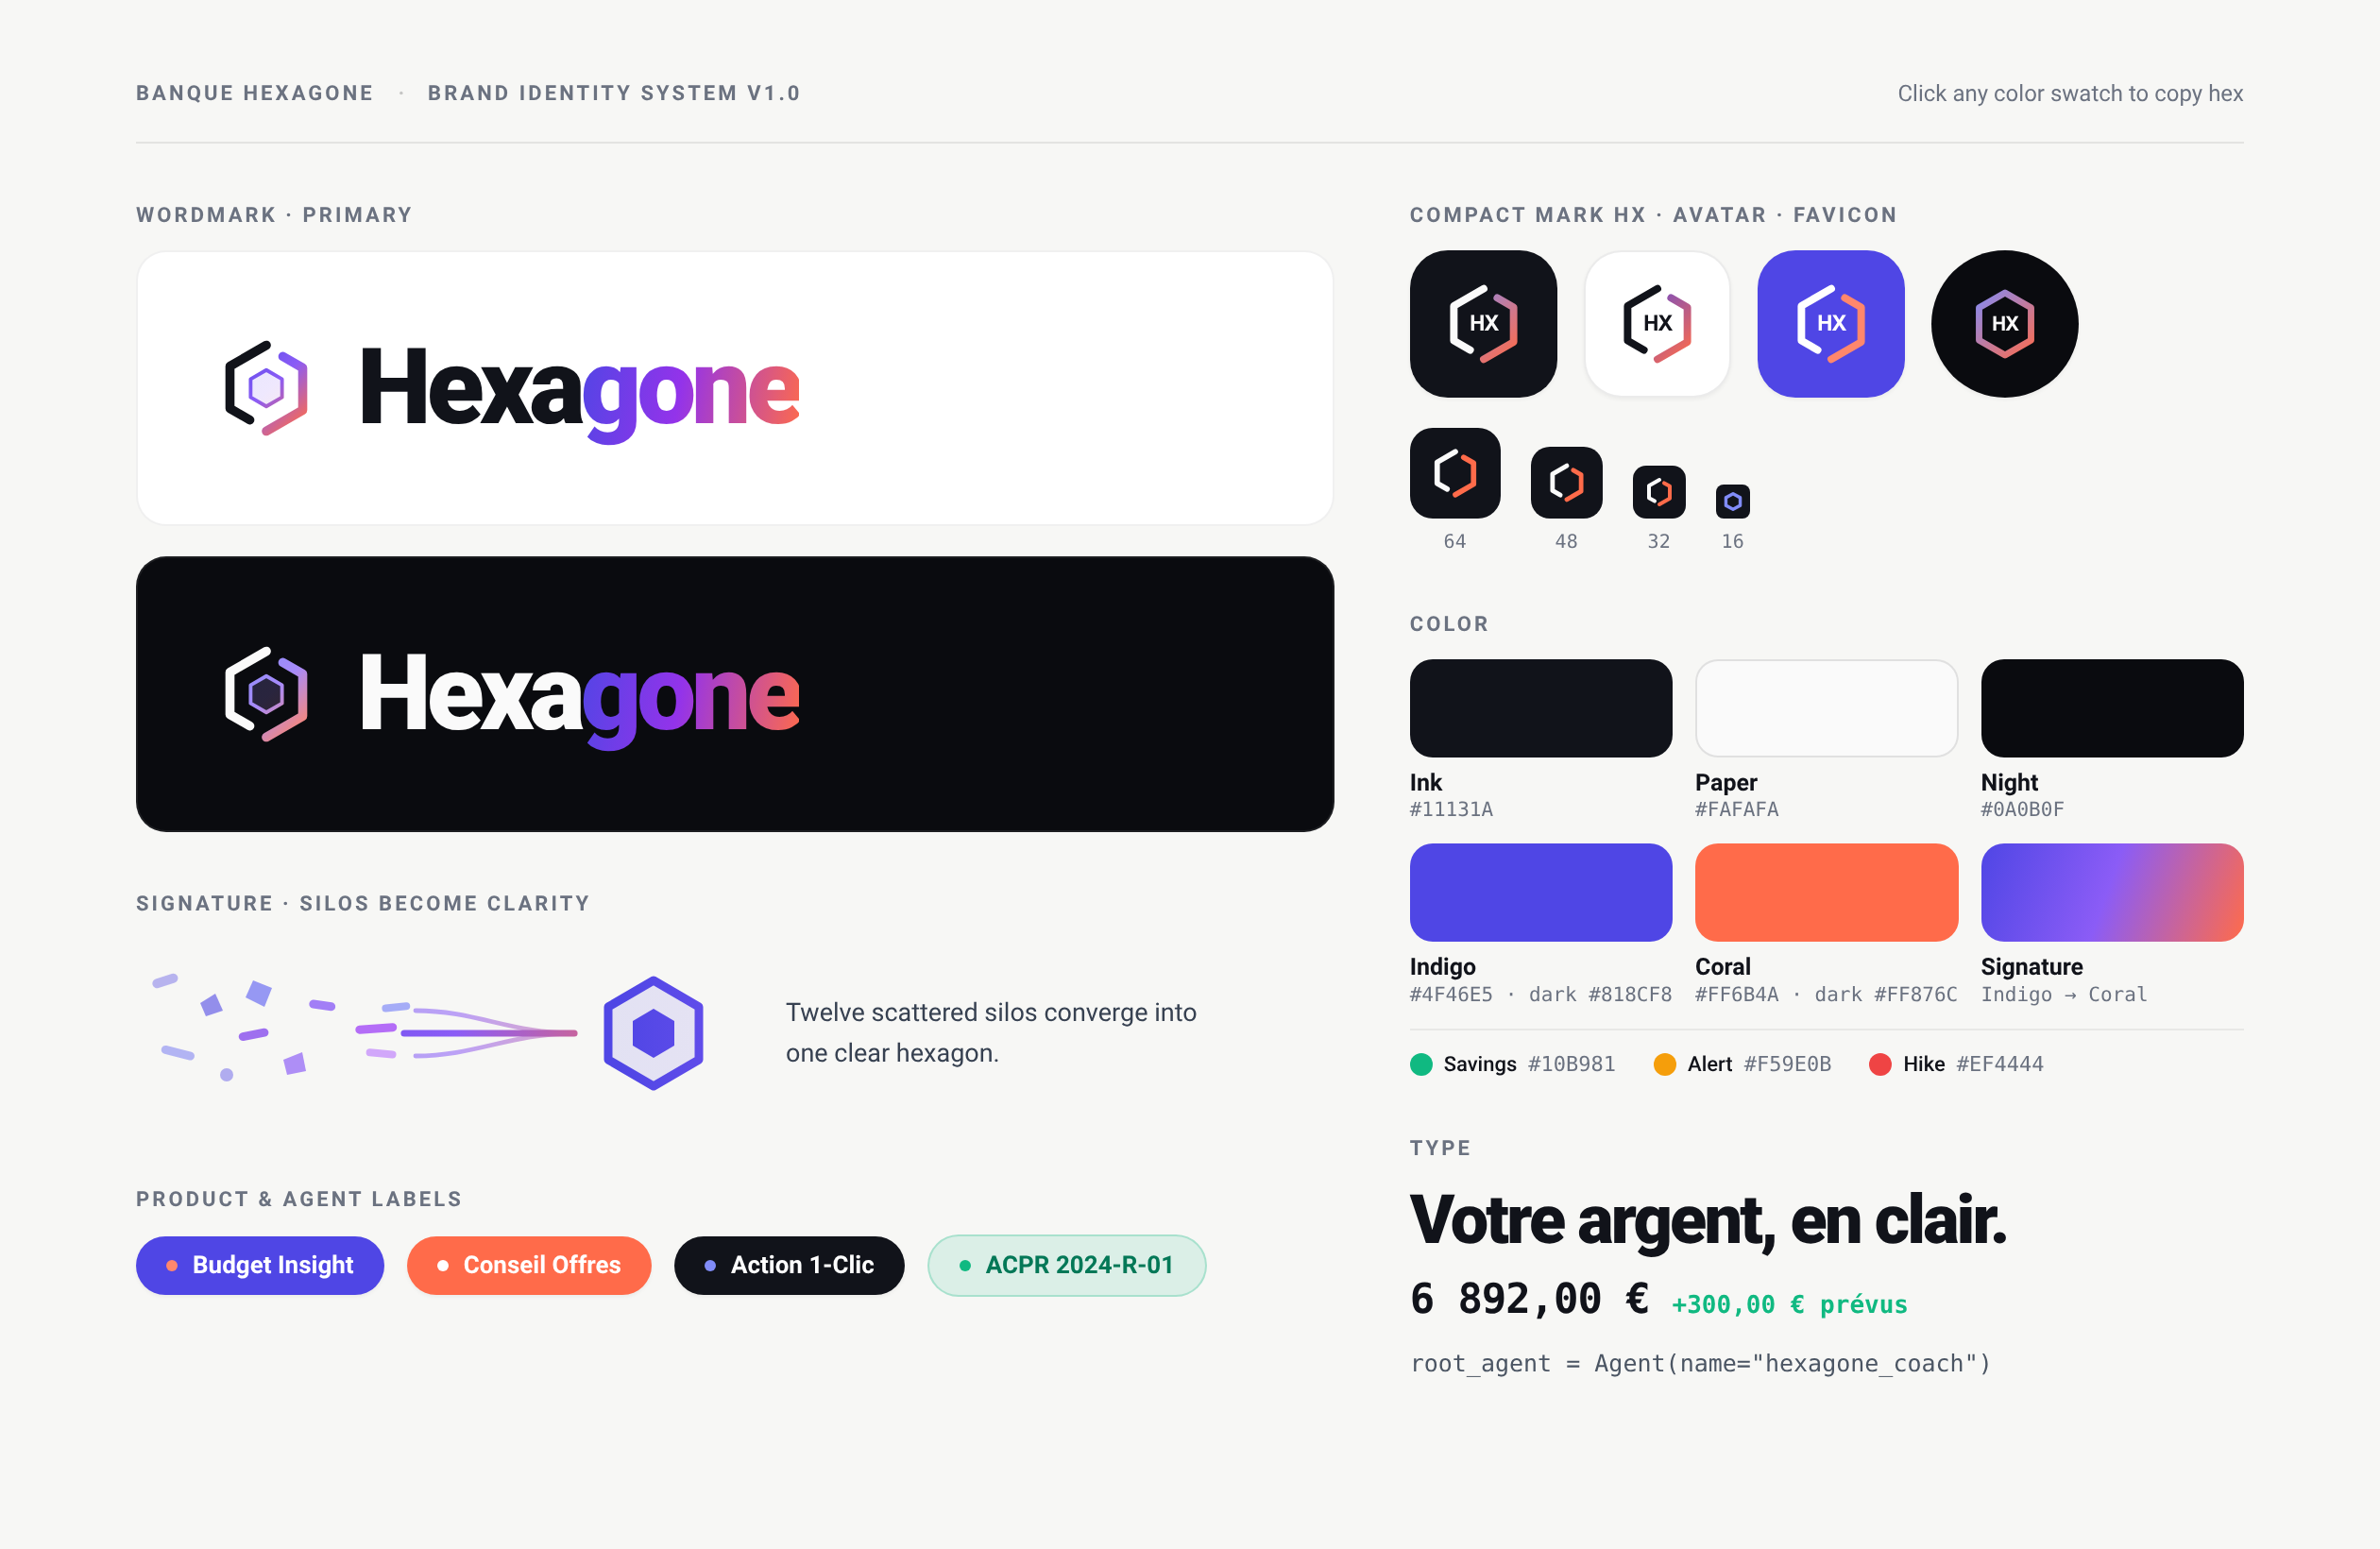 BANQUE HEXAGONE · BRAND IDENTITY SYSTEM V1.0
Click any color swatch to copy hex
WORDMARK · PRIMARY
Hexagone
Hexagone
SIGNATURE · SILOS BECOME CLARITY
Twelve scattered silos converge into
one clear hexagon.
PRODUCT & AGENT LABELS
Budget Insight
Conseil Offres
Action 1-Clic
ACPR 2024-R-01
COMPACT MARK HX · AVATAR · FAVICON
HX
HX
HX
HX
64
48
32
16
COLOR
Ink
#11131A
Paper
#FAFAFA
Night
#0A0B0F
Indigo
#4F46E5 · dark #818CF8
Coral
#FF6B4A · dark #FF876C
Signature
Indigo → Coral
Savings #10B981
Alert #F59E0B
Hike #EF4444
TYPE
Votre argent, en clair.
6 892,00 € +300,00 € prévus
root_agent = Agent(name="hexagone_coach")